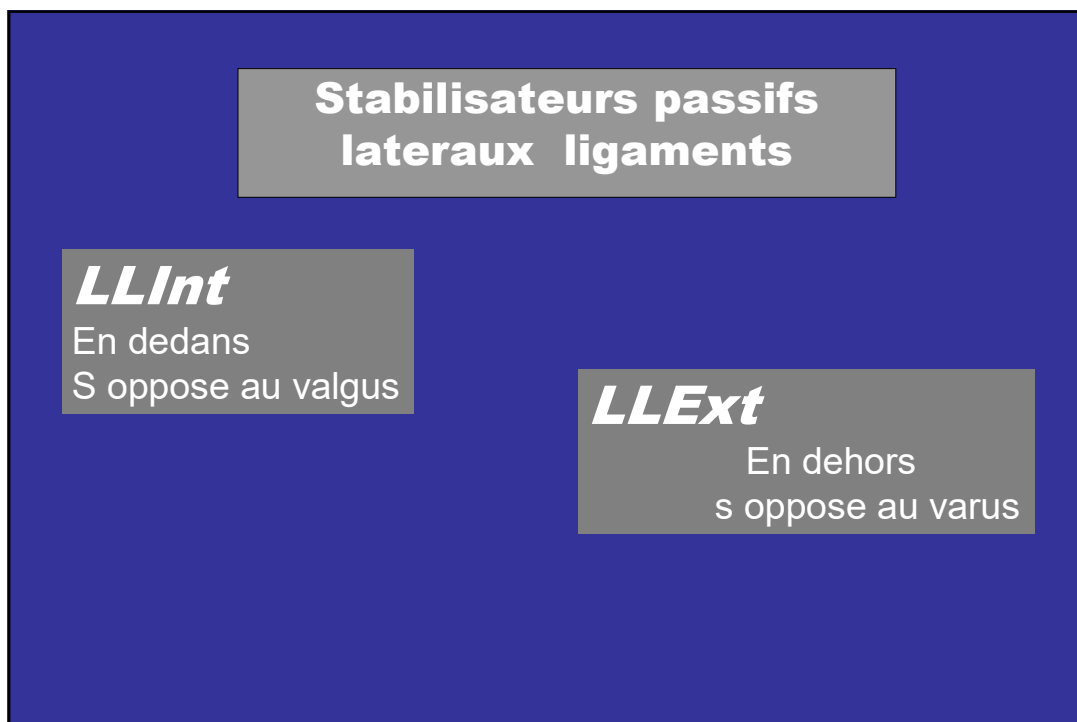 Stabilisateurs passifs
lateraux ligaments
LLInt
En dedans
S oppose au valgus
LLExt
En dehors
s oppose au varus